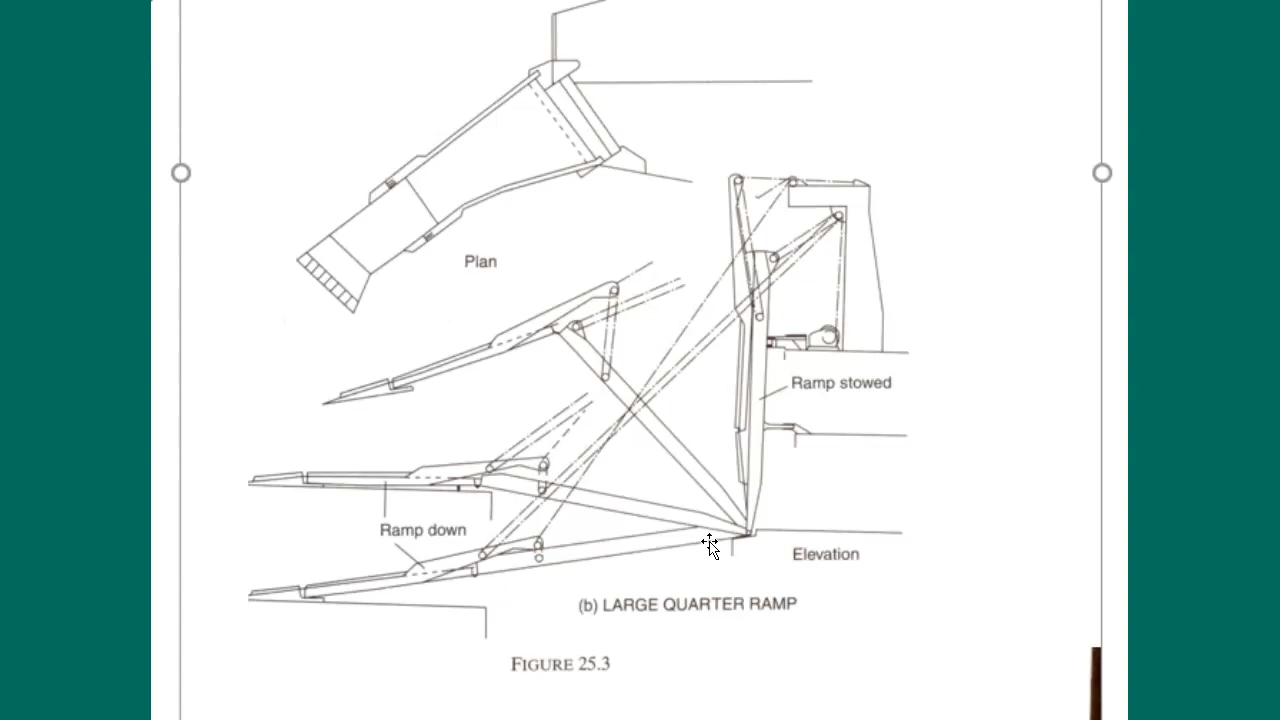 Plan
Ramp stowed
Ramp down
Elevation
(b) LARGE QUARTER RAMP
FIGURE 25.3